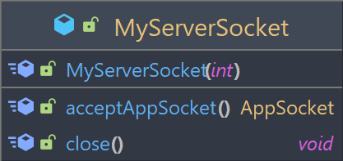 MyServerSocket
MyServerSocket(int)
acceptAppSocket() AppSocket
close() void